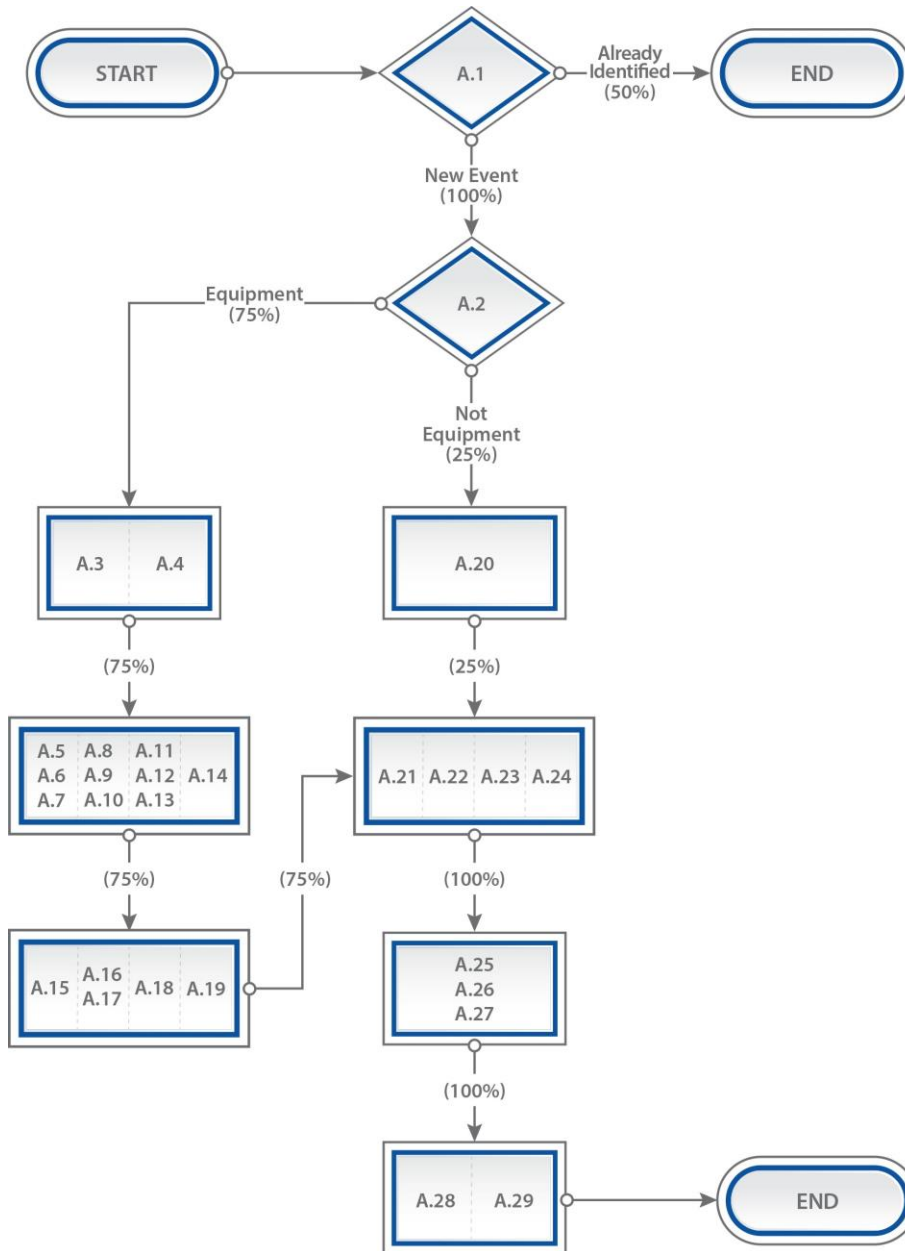 START
A.1
Already
Identified
(50%)
END
New Event
(100%)
A.2
Equipment
(75%)
Not
Equipment
(25%)
A.3
A.4
A.20
(75%)
(25%)
A.5
A.6
A.7
A.8
A.9
A.10
A.11
A.12
A.13
A.14
A.21
A.22
A.23
A.24
(75%)
(75%)
(100%)
A.15
A.16
A.17
A.18
A.19
A.25
A.26
A.27
(100%)
A.28
A.29
END